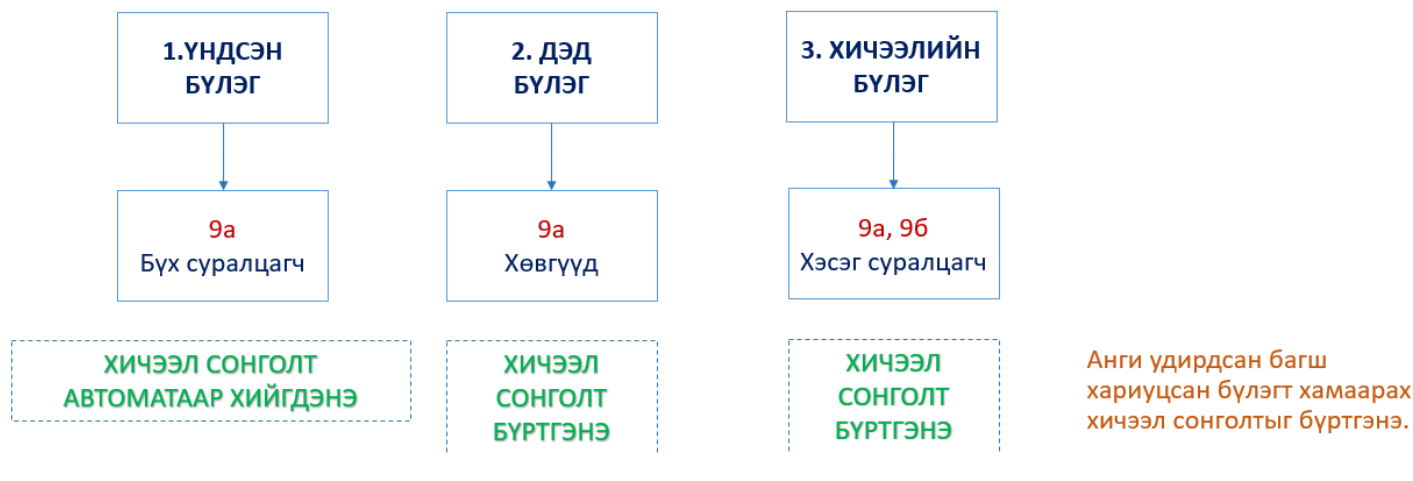 1.ҮНДСЭН
БҮЛЭГ
2. ДЭД
БҮЛЭГ
3. ХИЧЭЭЛИЙН
БҮЛЭГ
9а
Бүх суралцагч
9а
Хөвгүүд
9а, 9б
Хэсэг суралцагч
ХИЧЭЭЛ СОНГОЛТ
АВТОМАТААР ХИЙГДЭНЭ
ХИЧЭЭЛ
СОНГОЛТ
БҮРТГЭНЭ
ХИЧЭЭЛ
СОНГОЛТ
БҮРТГЭНЭ
Анги удирдсан багш
хариуцсан бүлэгт хамаарах
хичээл сонголтыг бүртгэнэ.